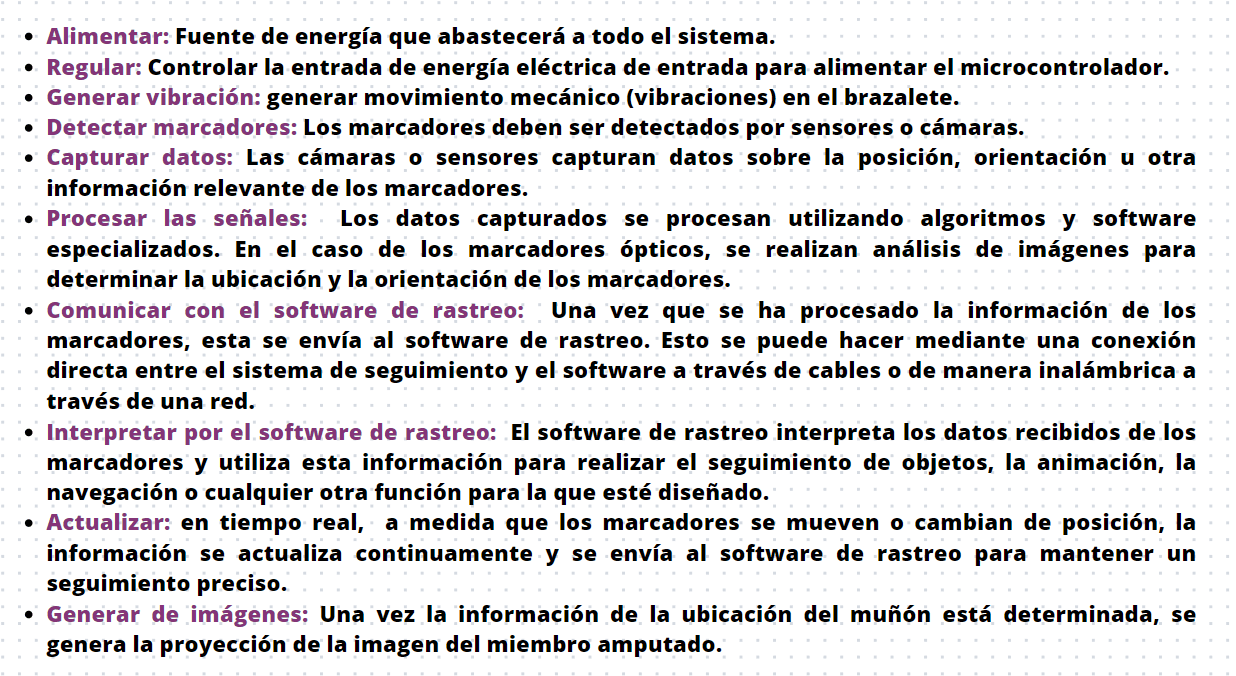 • Alimentar: Fuente de energía que abastecerá a todo el sistema.
• Regular: Controlar la entrada de energía eléctrica de entrada para alimentar el microcontrolador.
• Generar vibración: generar movimiento mecánico (vibraciones) en el brazalete.
• Detectar marcadores: Los marcadores deben ser detectados por sensores o cámaras.
• Capturar datos: Las cámaras o sensores capturan datos sobre la posición, orientación u otra
información relevante de los marcadores.
• Procesar las señales: Los datos capturados se procesan utilizando algoritmos y software
especializados. En el caso de los marcadores ópticos, se realizan análisis de imágenes para
determinar la ubicación y la orientación de los marcadores.
• Comunicar con el software de rastreo: Una vez que se ha procesado la información de los
marcadores, esta se envía al software de rastreo. Esto se puede hacer mediante una conexión
directa entre el sistema de seguimiento y el software a través de cables o de manera inalámbrica a
través de una red.
• Interpretar por el software de rastreo: El software de rastreo interpreta los datos recibidos de los
marcadores y utiliza esta información para realizar el seguimiento de objetos, la animación, la
navegación o cualquier otra función para la que esté diseñado.
• Actualizar: en tiempo real, a medida que los marcadores se mueven o cambian de posición, la
información se actualiza continuamente y se envía al software de rastreo para mantener un
seguimiento preciso.
• Generar de imágenes: Una vez la información de la ubicación del muñón está determinada, se
genera la proyección de la imagen del miembro amputado.